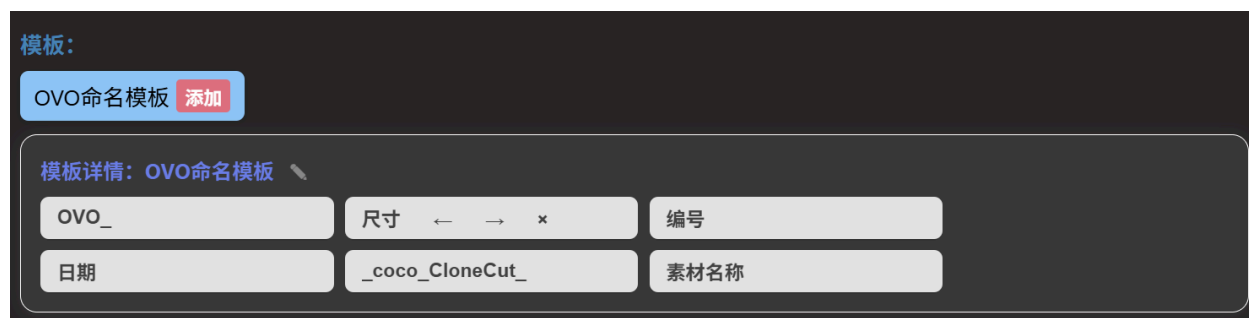 模板：
OVO命名模板 添加
模板详情：OVO命名模板
OVO_ 尺寸 ← → × 编号
日期 _coco_CloneCut_ 素材名称